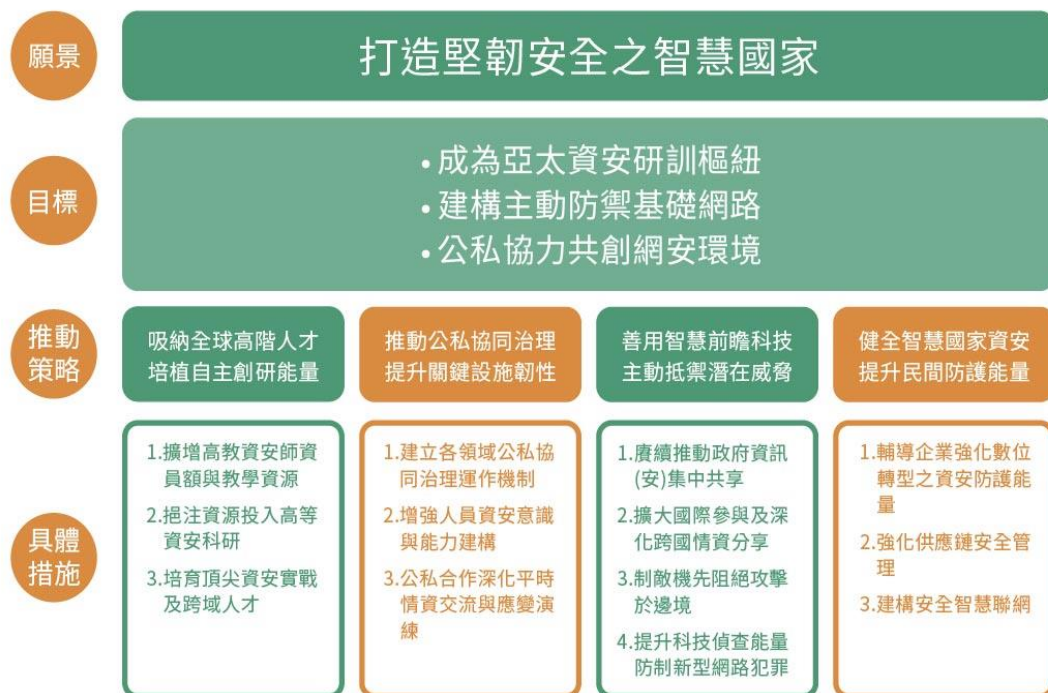 願景
打造堅韌安全之智慧國家
目標
•成為亞太資安研訓樞紐
•建構主動防禦基礎網路
•公私協力共創網安環境
推動
策略
吸納全球高階人才
培植自主創研能量
推動公私協同治理
提升關鍵設施韌性
善用智慧前瞻科技
主動抵禦潛在威脅
健全智慧國家資安
提升民間防護能量
具體
措施
1.擴增高教資安師資
員額與教學資源
2.挹注資源投入高等
資安科研
3.培育頂尖資安實戰
及跨域人才
1.建立各領域公私協
同治理運作機制
2.增強人員資安意識
與能力建構
3.公私合作深化平時
情資交流與應變演
練
1.賡續推動政府資訊
(安)集中共享
2.擴大國際參與及深
化跨國情資分享
3.制敵機先阻絕攻擊
於邊境
4.提升科技偵查能量
防制新型網路犯罪
1.輔導企業強化數位
轉型之資安防護能
量
2.強化供應鏈安全管
理
3.建構安全智慧聯網